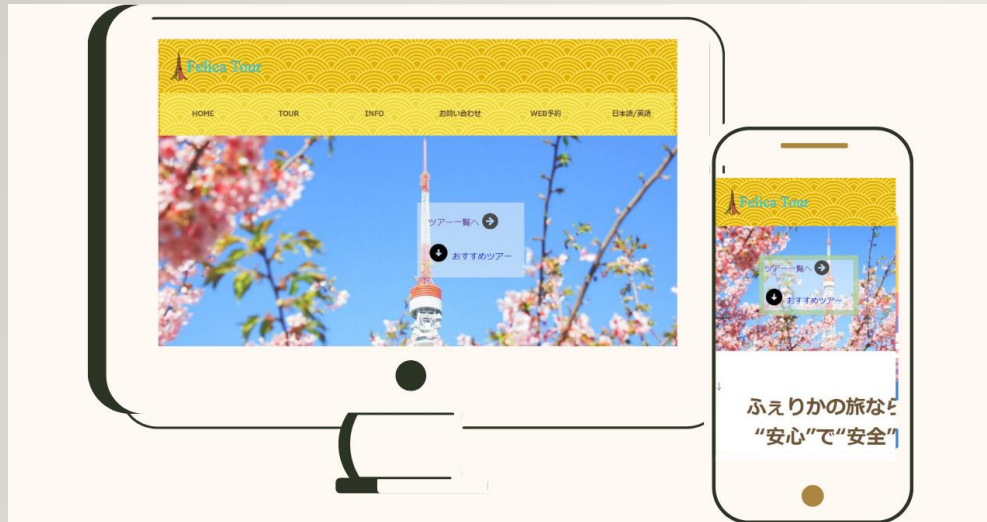 Felica Tour
HOME TOUR INFO お問い合わせ WEB予約 日本語/英語
ツアー一覧へ
おすすめツアー
Felica Tour
ツアー一覧へ
おすすめツアー
ふぇりかの旅なら
“安心”で“安全”